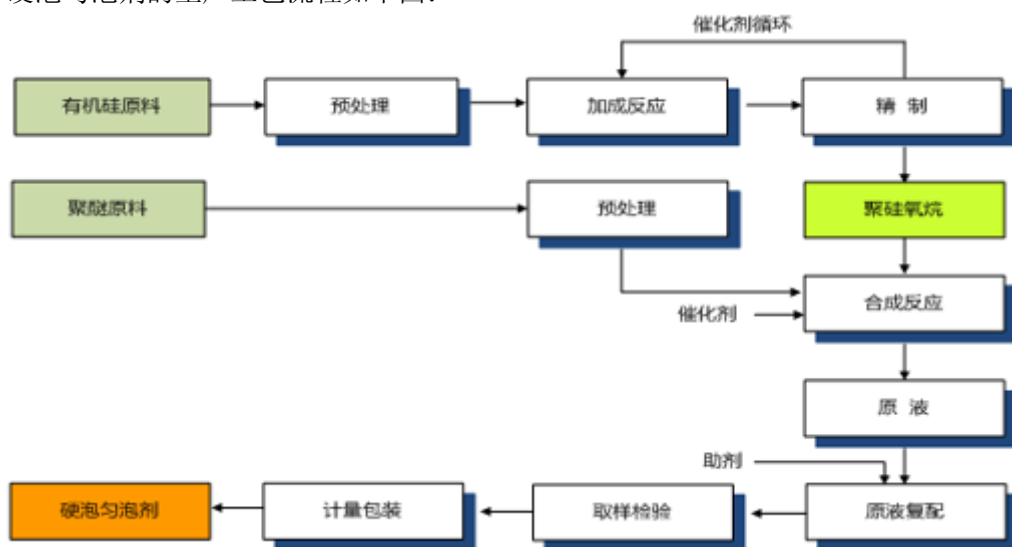 催化剂循环
有机硅原料
预处理
加成反应
精 制
聚醚原料
预处理
聚硅氧烷
合成反应
催化剂
原 液
助剂
硬泡匀泡剂
计量包装
取样检验
原液复配